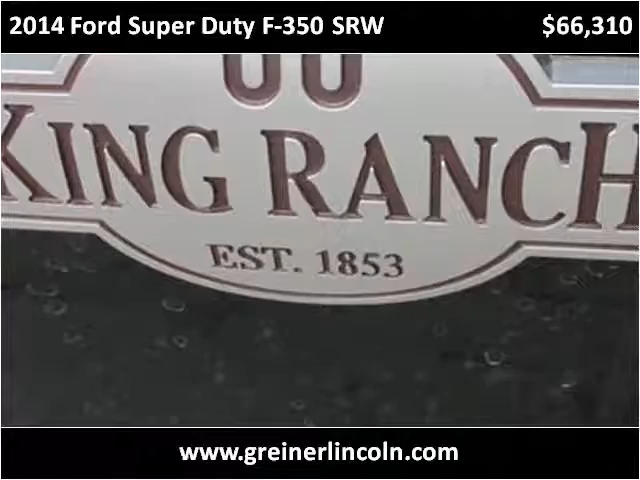 2014 Ford Super Duty F-350 SRW $66,310
KING RANCH
EST. 1853
www.greinerlincoln.com